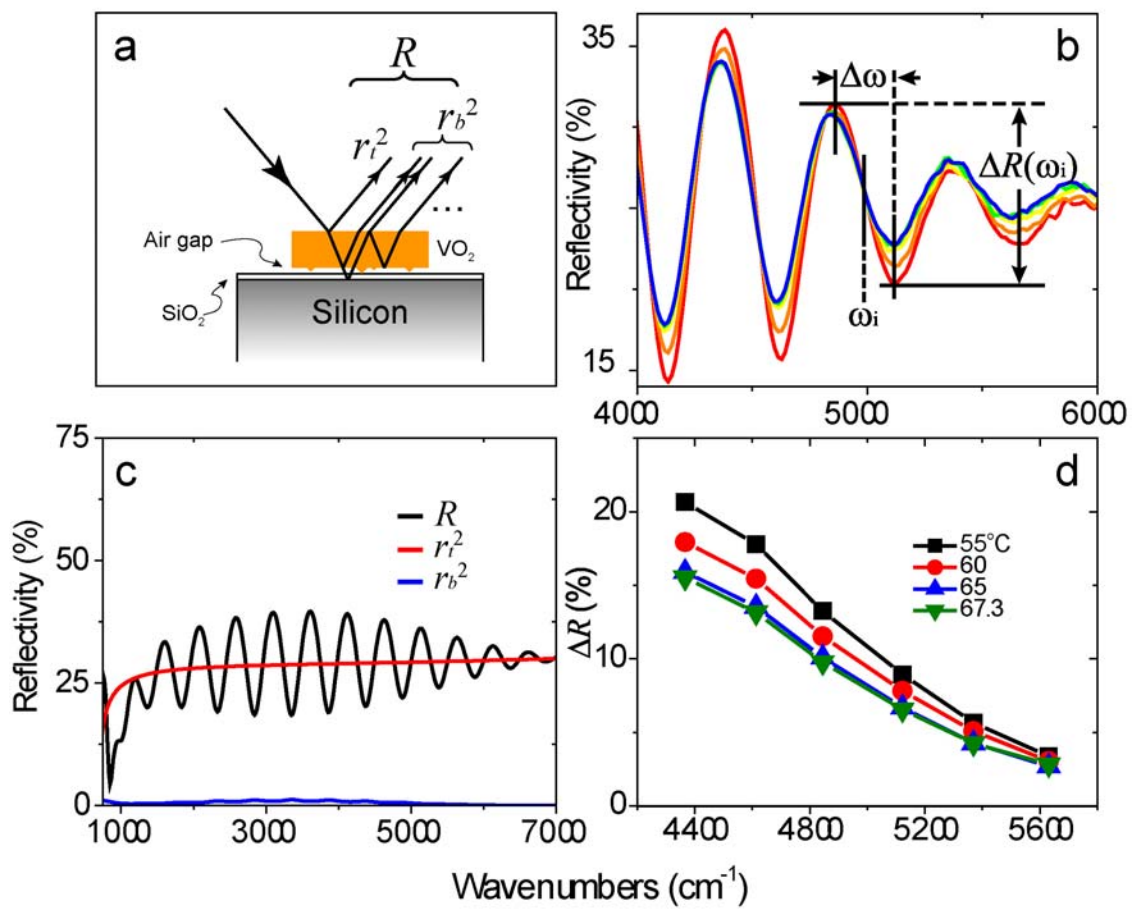 a
R
r_t^2
r_b^2
...
Air gap
VO₂
SiO₂
Silicon
b
Δω
ΔR(ω_i)
ω_i
35
15
Reflectivity (%)
4000 5000 6000
c
R
r_t^2
r_b^2
75
50
25
0
Reflectivity (%)
1000 3000 5000 7000
d
55°C
60
65
67.3
20
10
0
ΔR (%)
4400 4800 5200 5600
Wavenumbers (cm⁻¹)